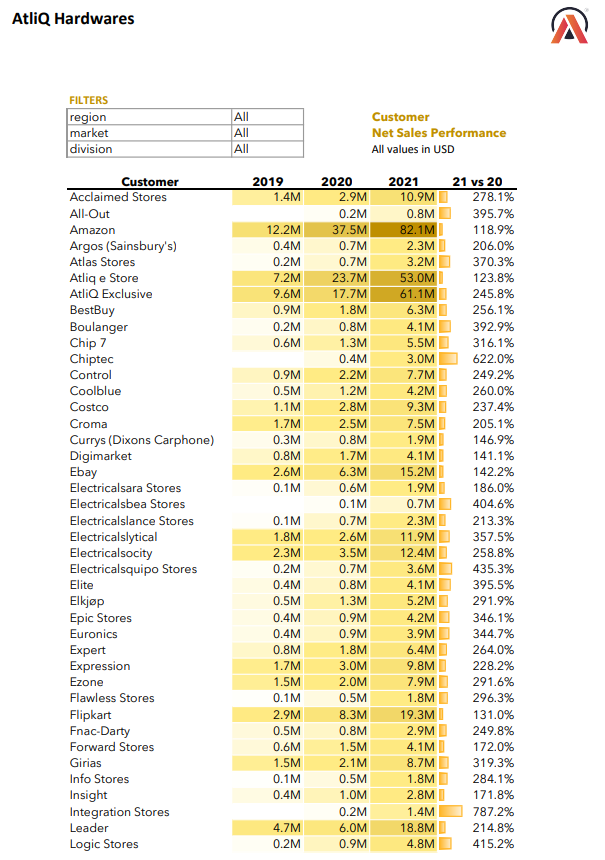 AtliQ Hardwares
FILTERS
region All
market All
division All
Customer
Net Sales Performance
All values in USD
Customer 2019 2020 2021 21 vs 20
Acclaimed Stores 1.4M 2.9M 10.9M 278.1%
All-Out 0.2M 0.8M 395.7%
Amazon 12.2M 37.5M 82.1M 118.9%
Argos (Sainsbury's) 0.4M 0.7M 2.3M 206.0%
Atlas Stores 0.2M 0.7M 3.2M 370.3%
Atliq e Store 7.2M 23.7M 53.0M 123.8%
AtliQ Exclusive 9.6M 17.7M 61.1M 245.8%
BestBuy 0.9M 1.8M 6.3M 256.1%
Boulanger 0.2M 0.8M 4.1M 392.9%
Chip 7 0.6M 1.3M 5.5M 316.1%
Chiptec 0.4M 3.0M 622.0%
Control 0.9M 2.2M 7.7M 249.2%
Coolblue 0.5M 1.2M 4.2M 260.0%
Costco 1.1M 2.8M 9.3M 237.4%
Croma 1.7M 2.5M 7.5M 205.1%
Currys (Dixons Carphone) 0.3M 0.8M 1.9M 146.9%
Digimarket 0.8M 1.7M 4.1M 141.1%
Ebay 2.6M 6.3M 15.2M 142.2%
Electricalsara Stores 0.1M 0.6M 1.9M 186.0%
Electricalsbea Stores 0.1M 0.7M 404.6%
Electricalslance Stores 0.1M 0.7M 2.3M 213.3%
Electricalslytical 1.8M 2.6M 11.9M 357.5%
Electricalsocity 2.3M 3.5M 12.4M 258.8%
Electricalsquipo Stores 0.2M 0.7M 3.6M 435.3%
Elite 0.4M 0.8M 4.1M 395.5%
Elkjøp 0.5M 1.3M 5.2M 291.9%
Epic Stores 0.4M 0.9M 4.2M 346.1%
Euronics 0.4M 0.9M 3.9M 344.7%
Expert 0.8M 1.8M 6.4M 264.0%
Expression 1.7M 3.0M 9.8M 228.2%
Ezone 1.5M 2.0M 7.9M 291.6%
Flawless Stores 0.1M 0.5M 1.8M 296.3%
Flipkart 2.9M 8.3M 19.3M 131.0%
Fnac-Darty 0.5M 0.8M 2.9M 249.8%
Forward Stores 0.6M 1.5M 4.1M 172.0%
Girias 1.5M 2.1M 8.7M 319.3%
Info Stores 0.1M 0.5M 1.8M 284.1%
Insight 0.4M 1.0M 2.8M 171.8%
Integration Stores 0.2M 1.4M 787.2%
Leader 4.7M 6.0M 18.8M 214.8%
Logic Stores 0.2M 0.9M 4.8M 415.2%